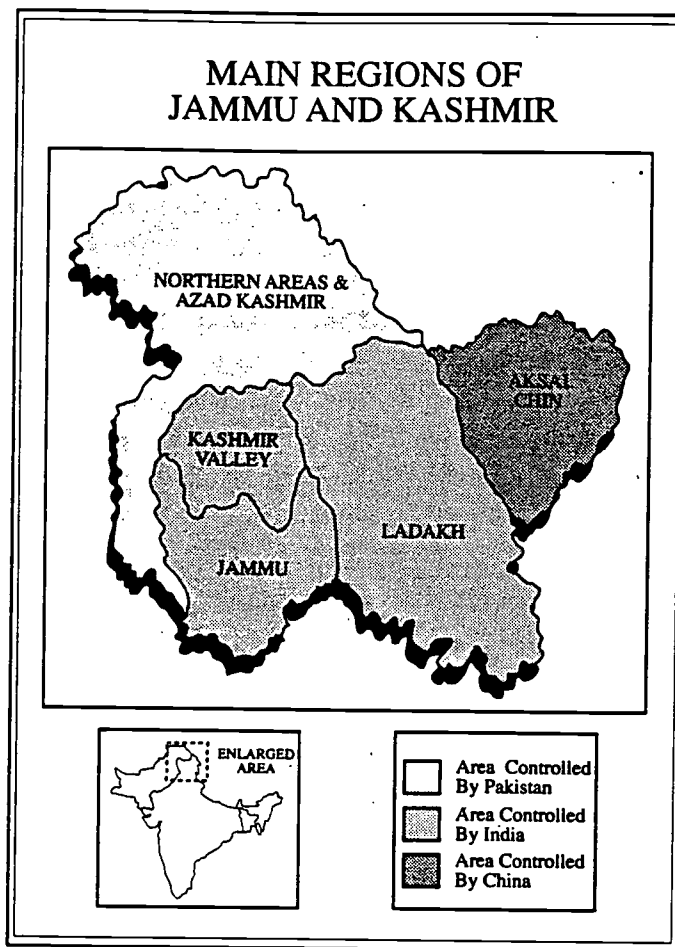 MAIN REGIONS OF
JAMMU AND KASHMIR
NORTHERN AREAS &
AZAD KASHMIR
AKSAI
CHIN
KASHMIR
VALLEY
LADAKH
JAMMU
ENLARGED
AREA
Area Controlled
By Pakistan
Area Controlled
By India
Area Controlled
By China